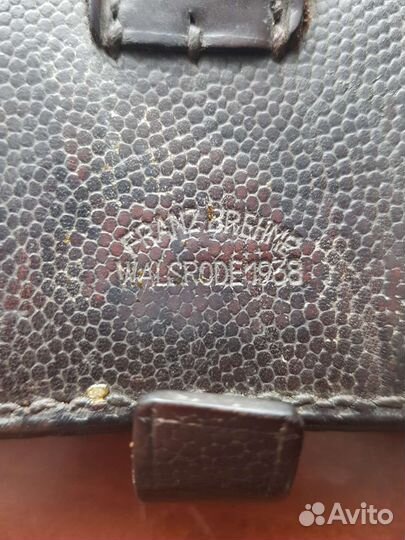 FRANZ BREHME
WALSRODE 1938
Avito